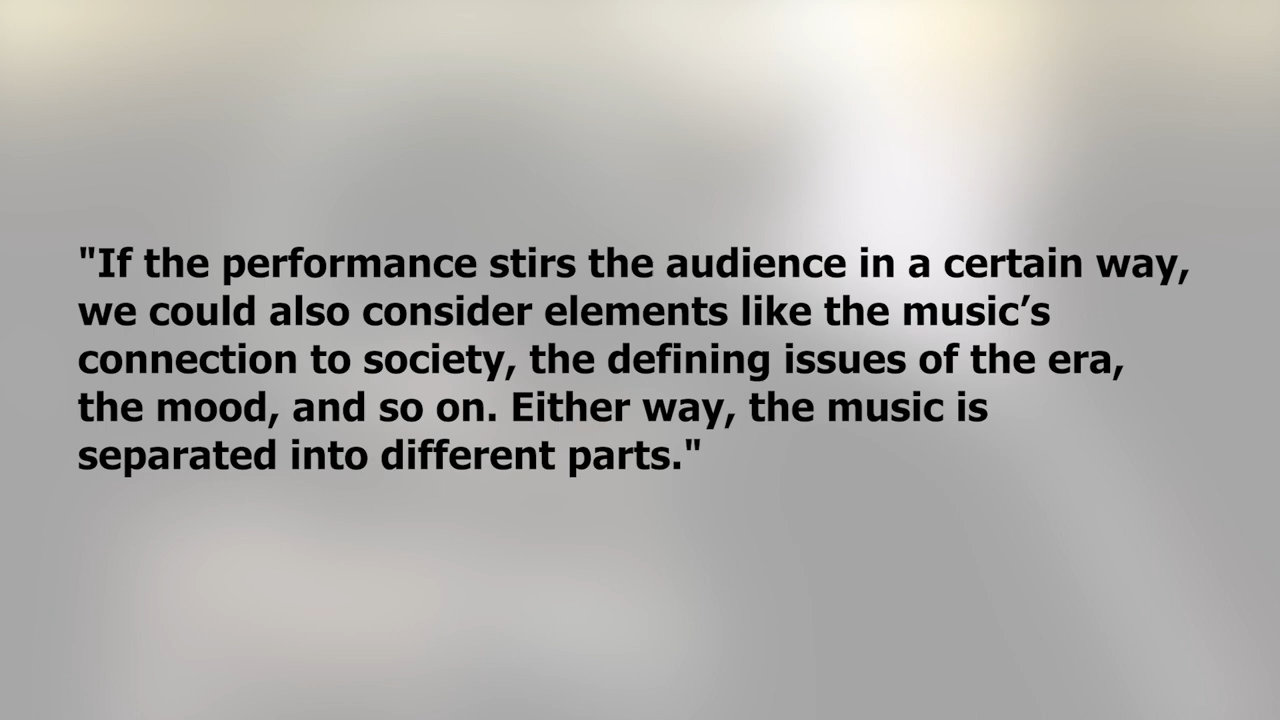 "If the performance stirs the audience in a certain way,
we could also consider elements like the music’s
connection to society, the defining issues of the era,
the mood, and so on. Either way, the music is
separated into different parts."